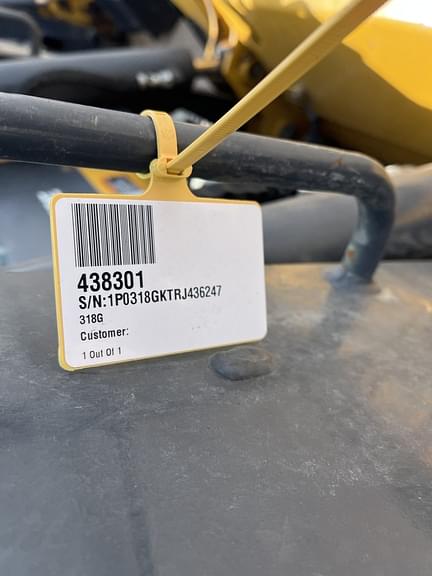 438301
S/N:1P0318GKTRJ436247
318G
Customer:
1 Out Of 1